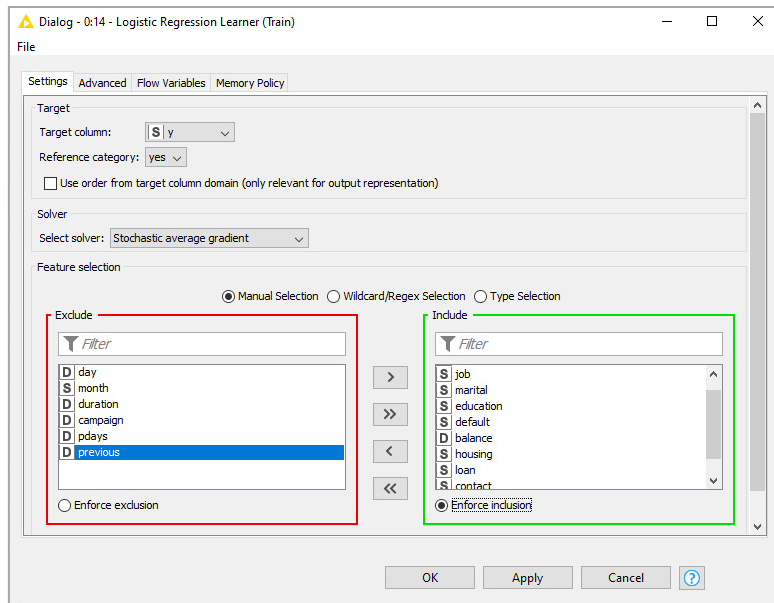 Dialog - 0:14 - Logistic Regression Learner (Train)
File
Settings Advanced Flow Variables Memory Policy
Target
Target column: S y
Reference category: yes
Use order from target column domain (only relevant for output representation)
Solver
Select solver: Stochastic average gradient
Feature selection
Manual Selection Wildcard/Regex Selection Type Selection
Exclude
Filter
D day
S month
D duration
D campaign
D pdays
D previous
Enforce exclusion
>
>>
<
<<
Include
Filter
S job
S marital
S education
S default
D balance
S housing
S loan
S contact
Enforce inclusion
OK Apply Cancel ?